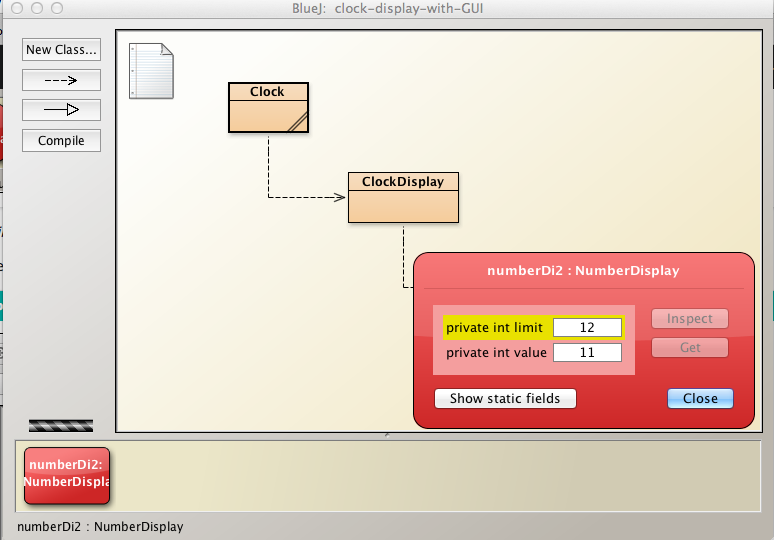 BlueJ: clock-display-with-GUI
New Class...
Compile
Clock
ClockDisplay
numberDi2 : NumberDisplay
private int limit 12
private int value 11
Inspect
Get
Show static fields
Close
numberDi2:
NumberDispla
numberDi2 : NumberDisplay